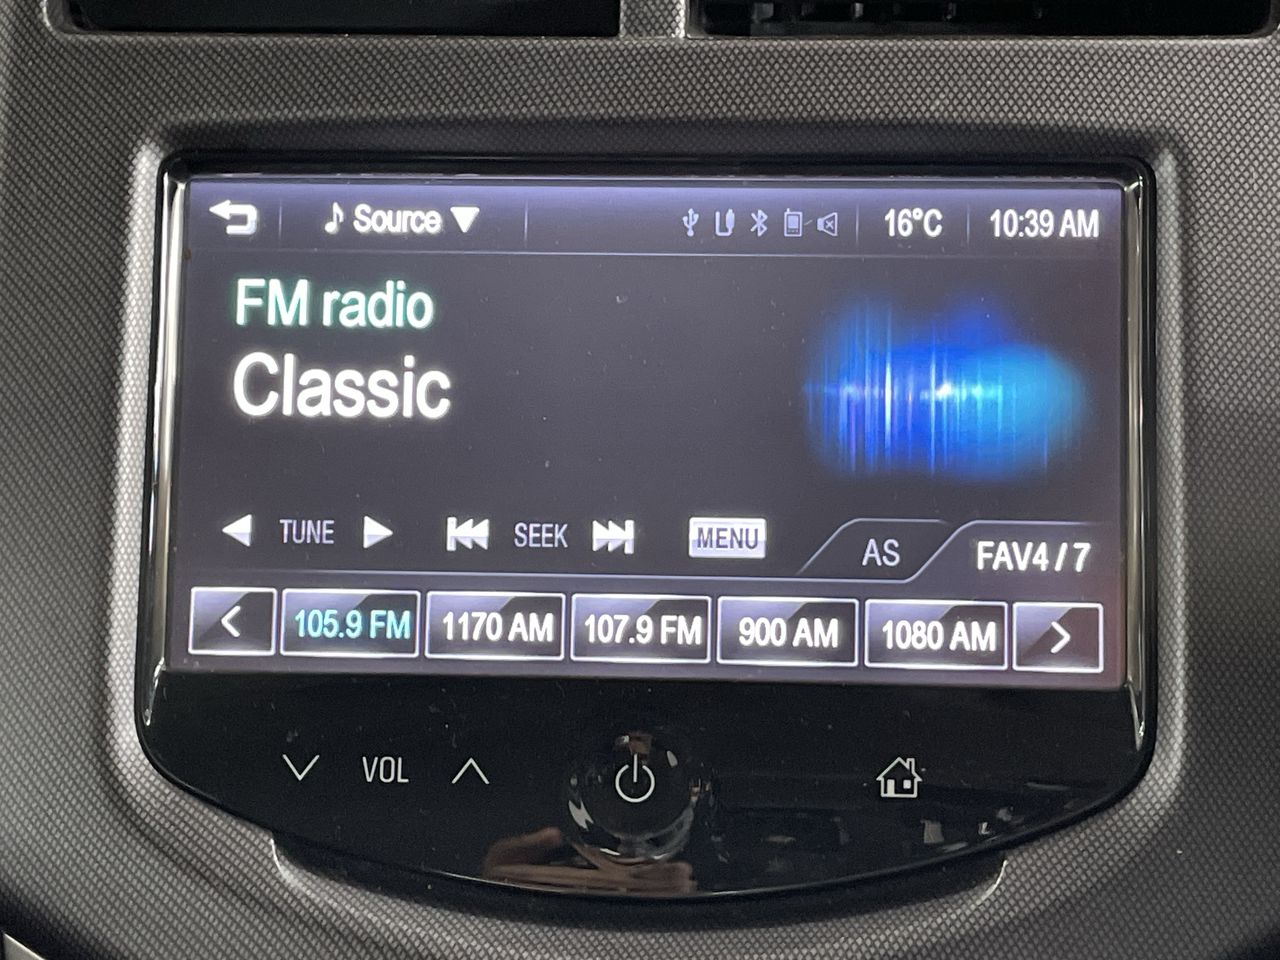 Source 16°C 10:39 AM
FM radio
Classic
TUNE SEEK MENU AS FAV4/7
105.9 FM 1170 AM 107.9 FM 900 AM 1080 AM
VOL